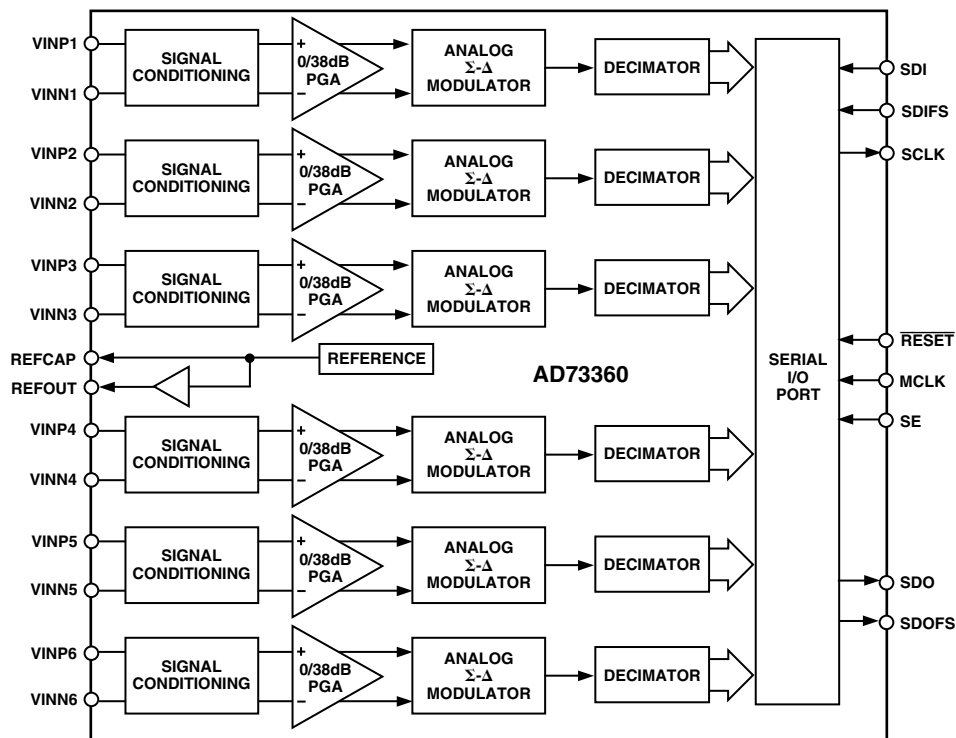 VINP1
VINN1
SIGNAL
CONDITIONING
+
0/38dB
PGA
−
ANALOG
Σ-Δ
MODULATOR
DECIMATOR
VINP2
VINN2
SIGNAL
CONDITIONING
+
0/38dB
PGA
−
ANALOG
Σ-Δ
MODULATOR
DECIMATOR
VINP3
VINN3
SIGNAL
CONDITIONING
+
0/38dB
PGA
−
ANALOG
Σ-Δ
MODULATOR
DECIMATOR
REFCAP
REFOUT
REFERENCE
AD73360
VINP4
VINN4
SIGNAL
CONDITIONING
+
0/38dB
PGA
−
ANALOG
Σ-Δ
MODULATOR
DECIMATOR
VINP5
VINN5
SIGNAL
CONDITIONING
+
0/38dB
PGA
−
ANALOG
Σ-Δ
MODULATOR
DECIMATOR
VINP6
VINN6
SIGNAL
CONDITIONING
+
0/38dB
PGA
−
ANALOG
Σ-Δ
MODULATOR
DECIMATOR
SERIAL
I/O
PORT
SDI
SDIFS
SCLK
RESET
MCLK
SE
SDO
SDOFS